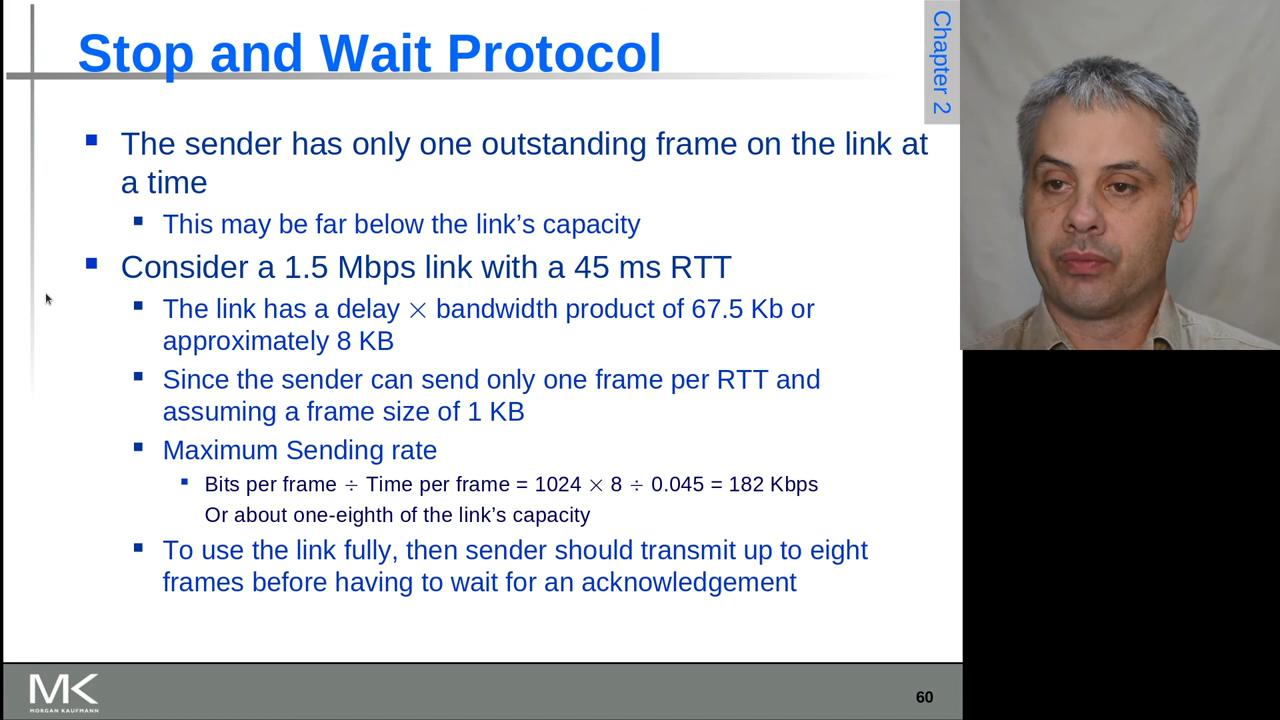 Stop and Wait Protocol
Chapter 2
The sender has only one outstanding frame on the link at
a time
This may be far below the link’s capacity
Consider a 1.5 Mbps link with a 45 ms RTT
The link has a delay × bandwidth product of 67.5 Kb or
approximately 8 KB
Since the sender can send only one frame per RTT and
assuming a frame size of 1 KB
Maximum Sending rate
Bits per frame ÷ Time per frame = 1024 × 8 ÷ 0.045 = 182 Kbps
Or about one-eighth of the link’s capacity
To use the link fully, then sender should transmit up to eight
frames before having to wait for an acknowledgement
MK
MORGAN KAUFMANN
60